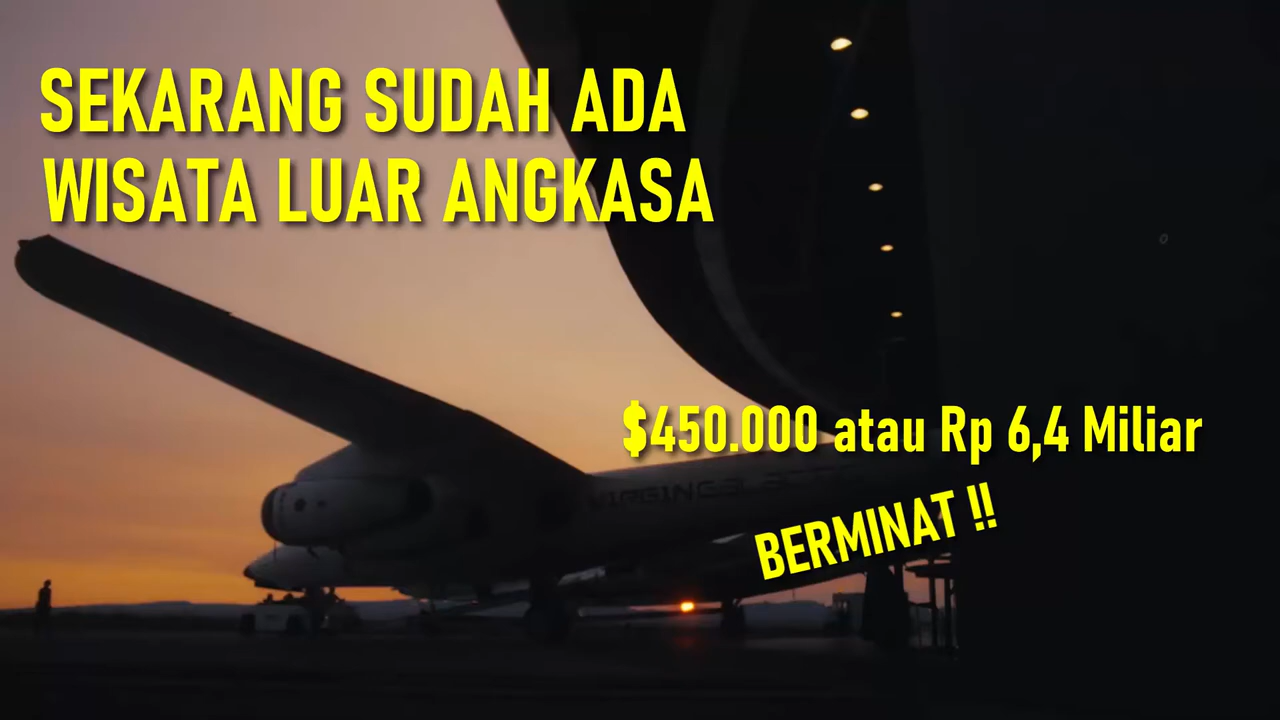 SEKARANG SUDAH ADA
WISATA LUAR ANGKASA
$450.000 atau Rp 6,4 Miliar
BERMINAT !!